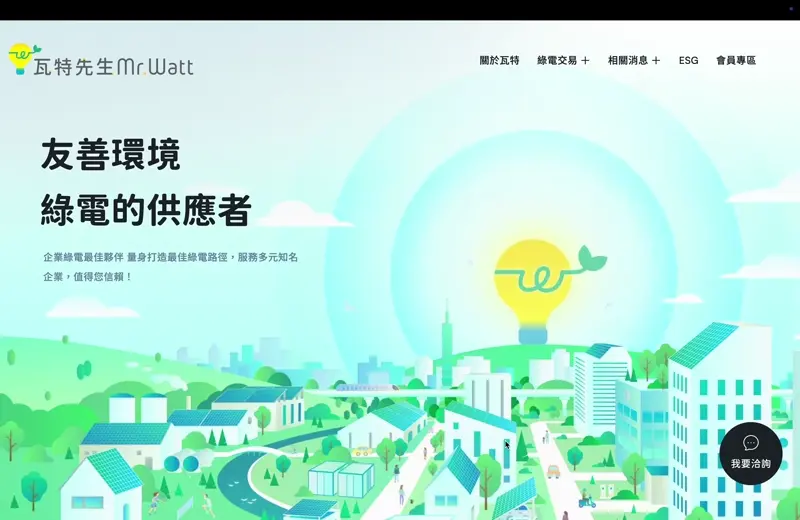 瓦特先生Mr.Watt
關於瓦特
綠電交易 +
相關消息 +
ESG
會員專區
友善環境
綠電的供應者
企業綠電最佳夥伴 量身打造最佳綠電路徑，服務多元知名
企業，值得您信賴！
我要洽詢